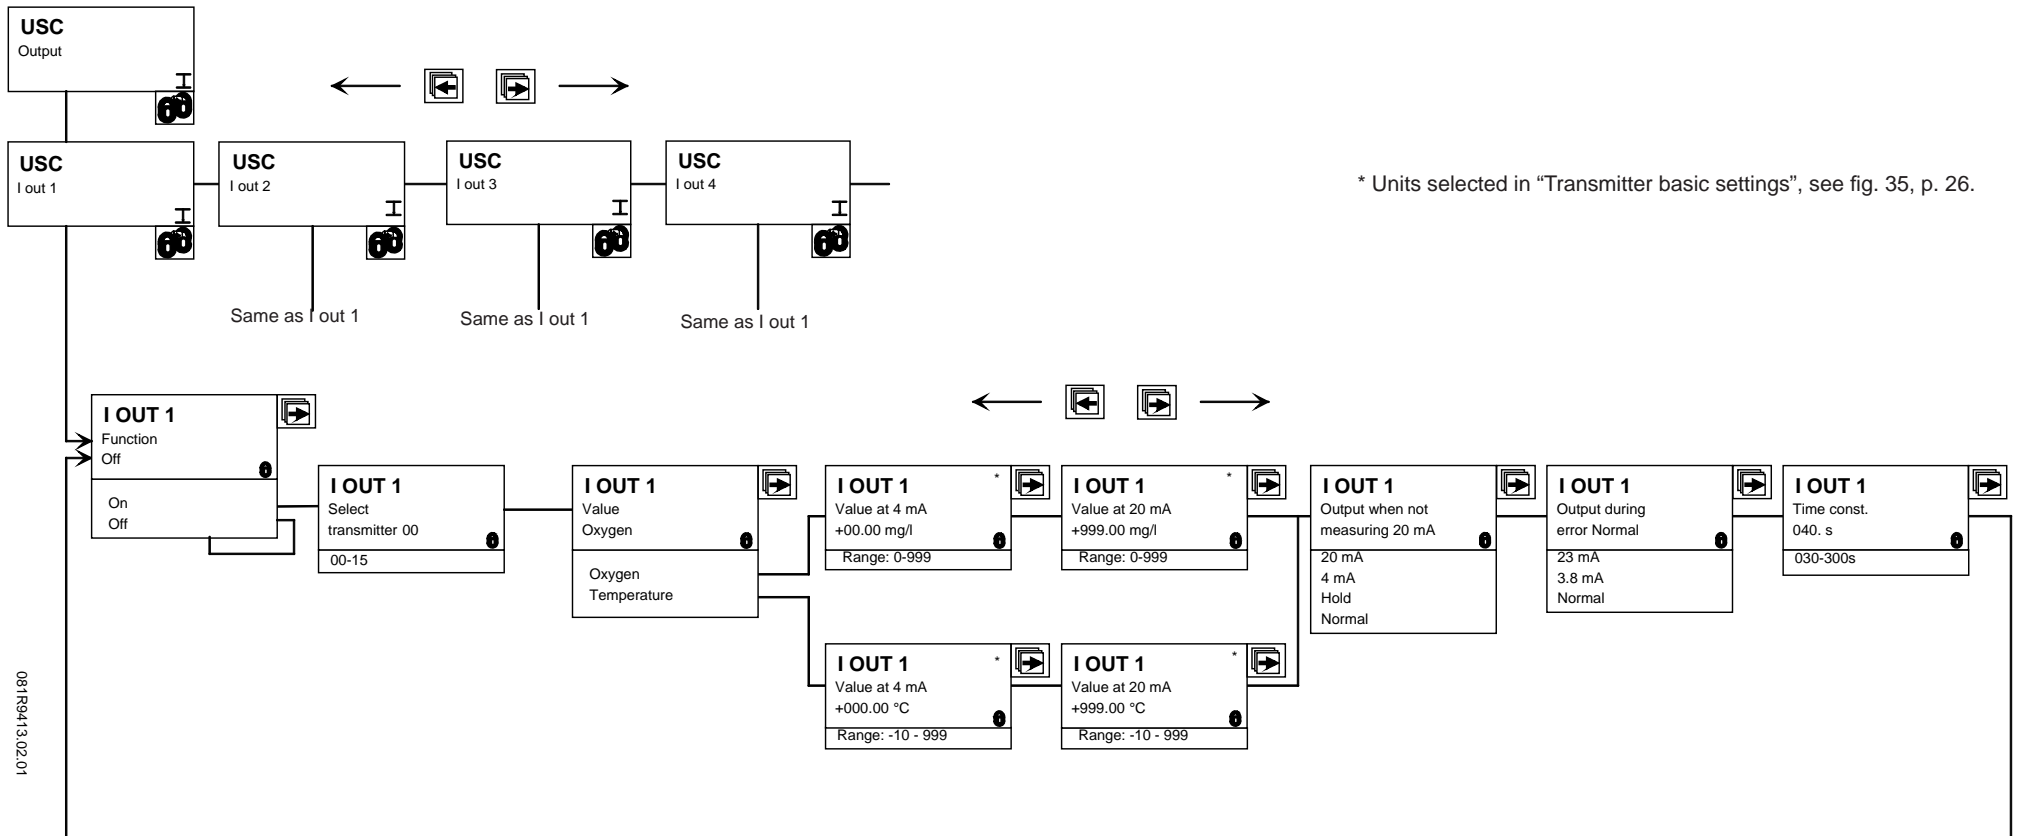 USC
Output
USC
I out 1
USC
I out 2
USC
I out 3
USC
I out 4
* Units selected in “Transmitter basic settings”, see fig. 35, p. 26.
Same as I out 1
Same as I out 1
Same as I out 1
I OUT 1
Function
Off
On
Off
I OUT 1
Select
transmitter 00
00-15
I OUT 1
Value
Oxygen
Oxygen
Temperature
I OUT 1 *
Value at 4 mA
+00.00 mg/l
Range: 0-999
I OUT 1 *
Value at 20 mA
+999.00 mg/l
Range: 0-999
I OUT 1
Output when not
measuring 20 mA
20 mA
4 mA
Hold
Normal
I OUT 1
Output during
error Normal
23 mA
3.8 mA
Normal
I OUT 1
Time const.
040. s
030-300s
I OUT 1 *
Value at 4 mA
+000.00 °C
Range: -10 - 999
I OUT 1 *
Value at 20 mA
+999.00 °C
Range: -10 - 999
081R9413.02.01